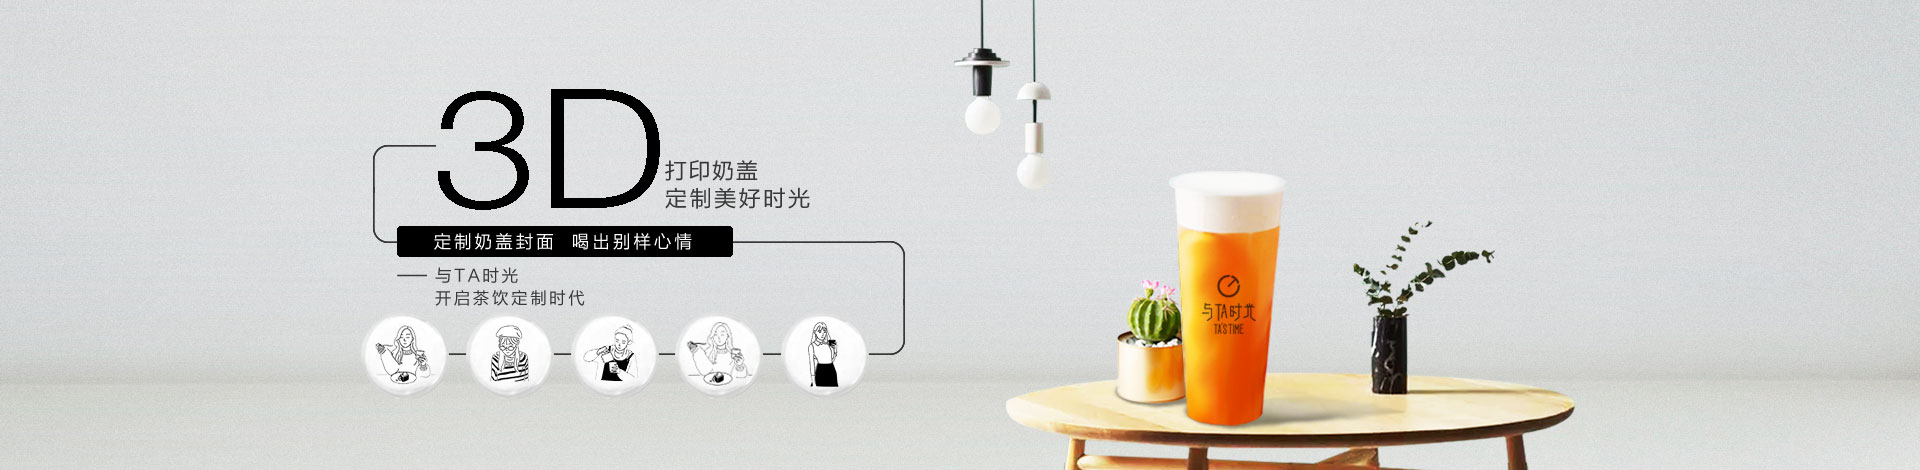 3D
打印奶盖
定制美好时光
定制奶盖封面 喝出别样心情
与TA时光
开启茶饮定制时代
与TA时光
TA'S TIME